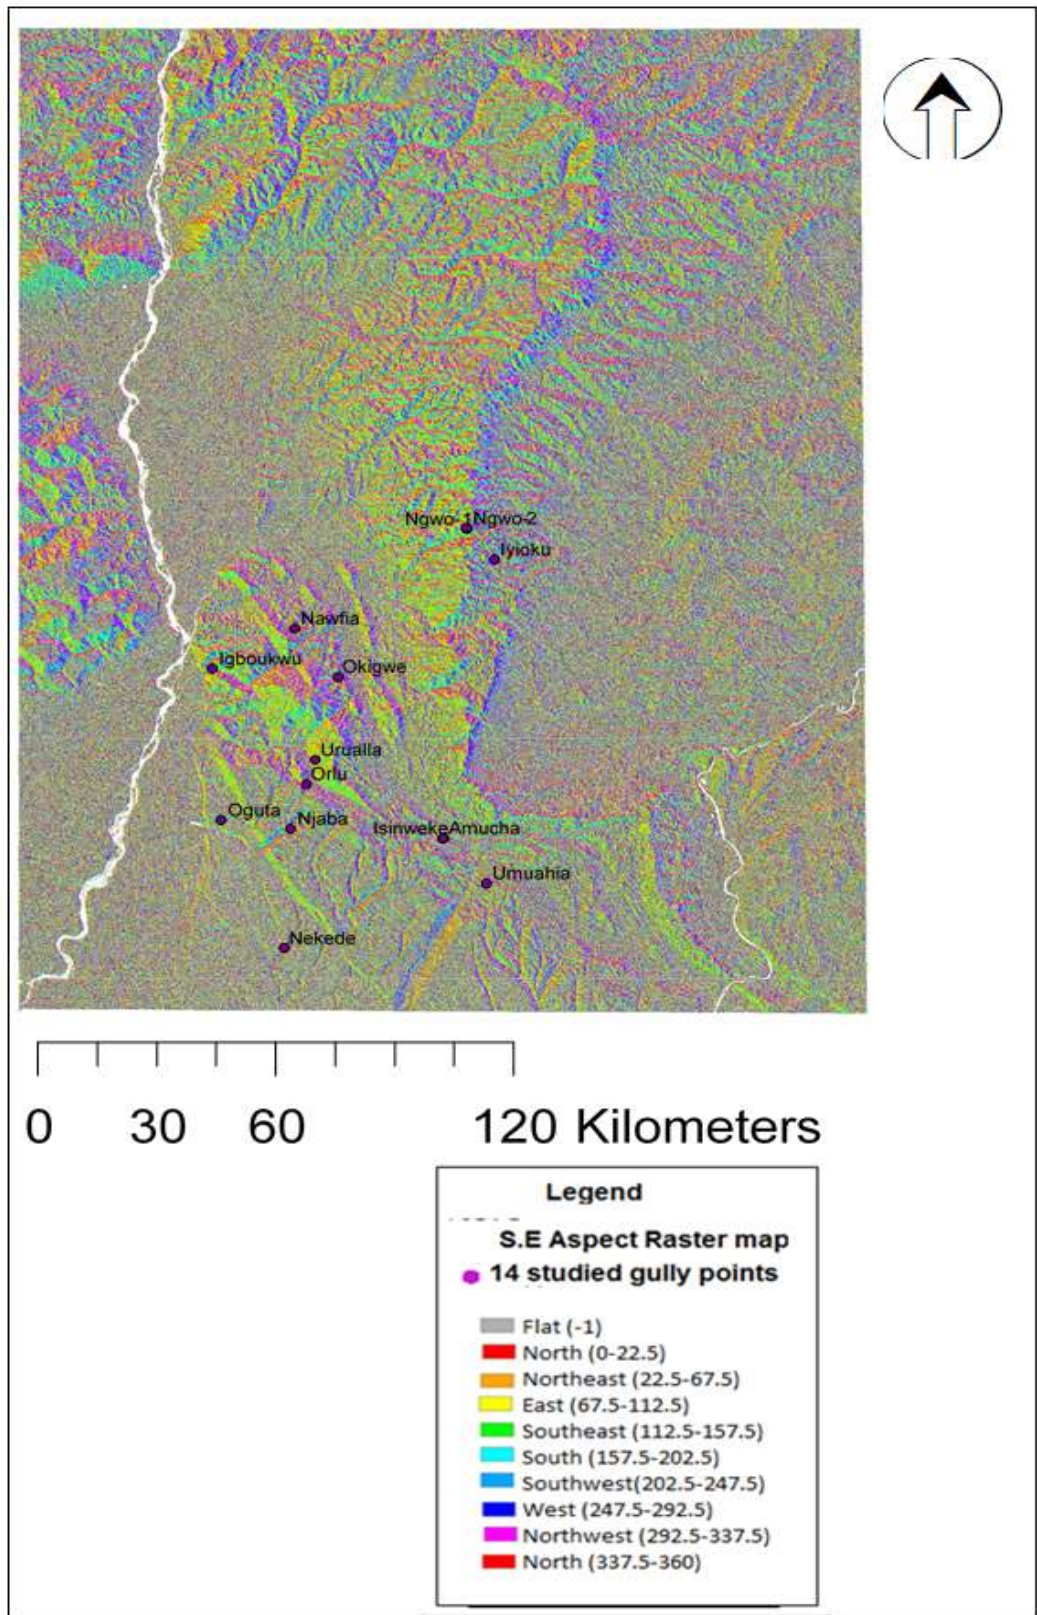 Ngwo-1Ngwo-2
Iyioku
Nawfia
Igboukwu
Okigwe
Urualla
Orlu
Oguta
Njaba
IsinwekeAmucha
Umuahia
Nekede
0 30 60 120 Kilometers
Legend
S.E Aspect Raster map
14 studied gully points
Flat (-1)
North (0-22.5)
Northeast (22.5-67.5)
East (67.5-112.5)
Southeast (112.5-157.5)
South (157.5-202.5)
Southwest(202.5-247.5)
West (247.5-292.5)
Northwest (292.5-337.5)
North (337.5-360)